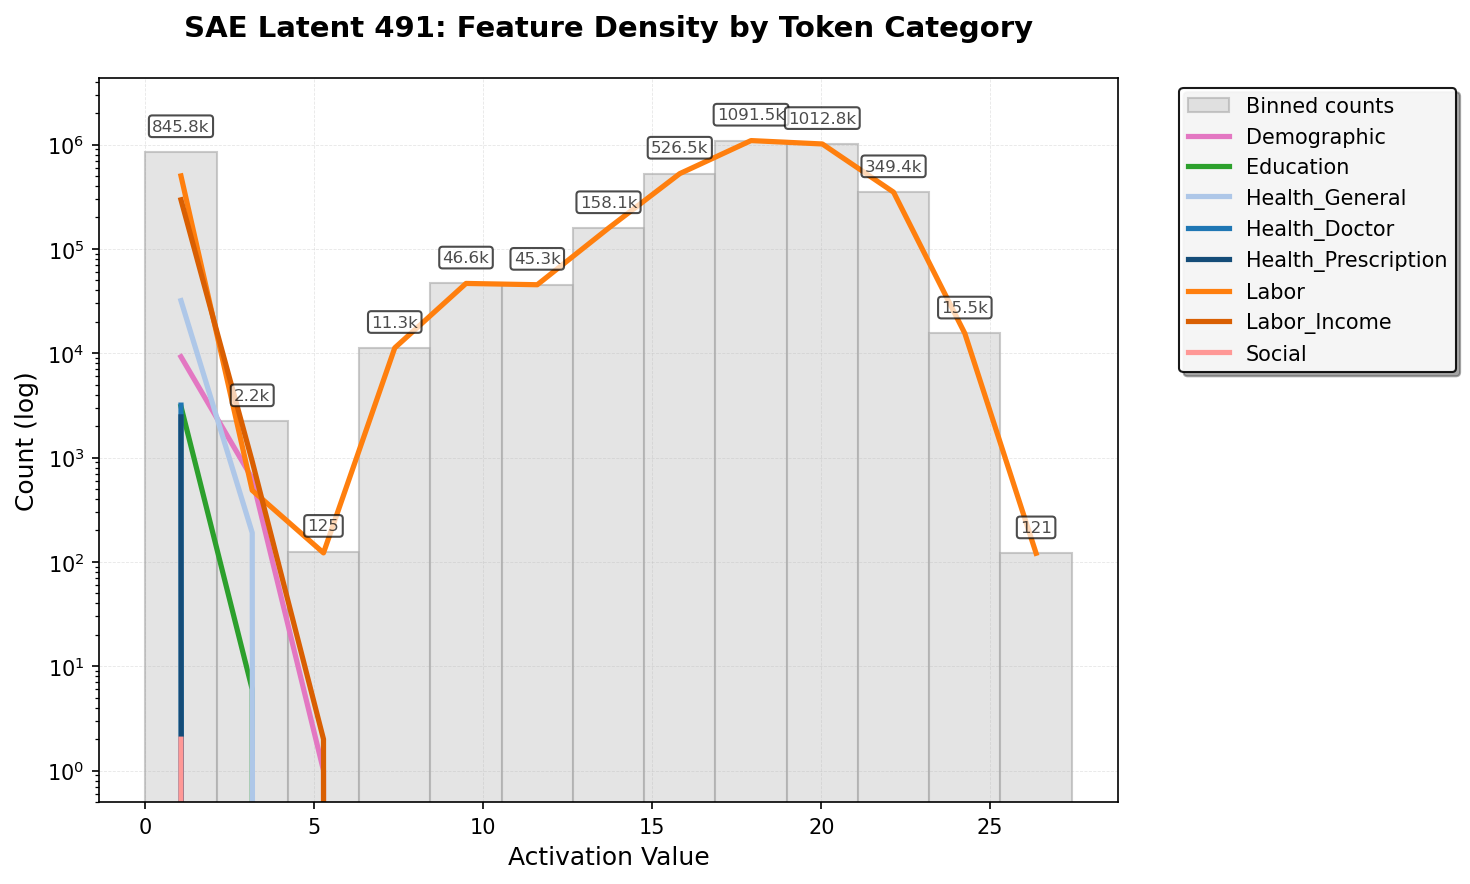 SAE Latent 491: Feature Density by Token Category
Count (log)
10⁶
10⁵
10⁴
10³
10²
10¹
10⁰
845.8k
2.2k
125
11.3k
46.6k
45.3k
158.1k
526.5k
1091.5k
1012.8k
349.4k
15.5k
121
0 5 10 15 20 25
Activation Value
Binned counts
Demographic
Education
Health_General
Health_Doctor
Health_Prescription
Labor
Labor_Income
Social